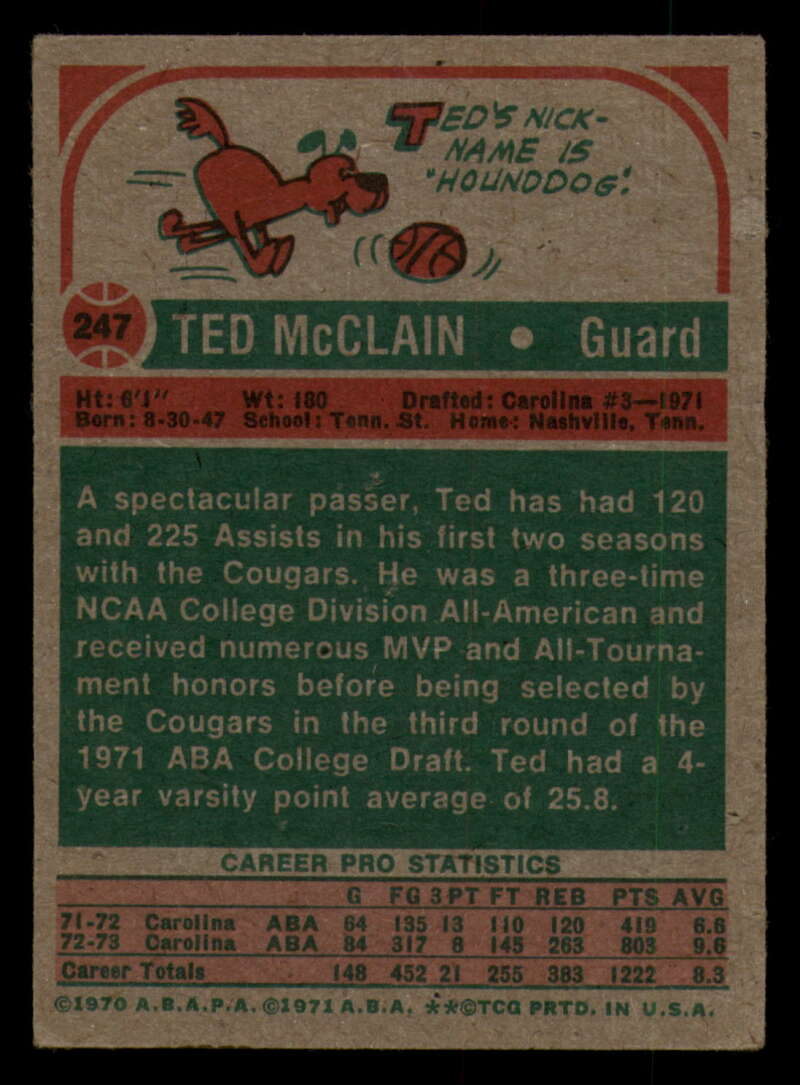 TED'S NICK-
NAME IS
"HOUNDDOG".
247 TED McCLAIN • Guard
Ht: 6'1" Wt: 180 Drafted: Carolina #3—1971
Born: 8-30-47 School: Tenn. St. Home: Nashville, Tenn.
A spectacular passer, Ted has had 120
and 225 Assists in his first two seasons
with the Cougars. He was a three-time
NCAA College Division All-American and
received numerous MVP and All-Tourna-
ment honors before being selected by
the Cougars in the third round of the
1971 ABA College Draft. Ted had a 4-
year varsity point average of 25.8.
CAREER PRO STATISTICS
G FG 3PT FT REB PTS AVG
71-72 Carolina ABA 64 135 13 110 120 419 6.6
72-73 Carolina ABA 84 317 8 145 263 803 9.6
Career Totals 148 452 21 255 383 1222 8.3
©1970 A.B.A.P.A. ©1971 A.B.A. **©TCG PRTD. IN U.S.A.